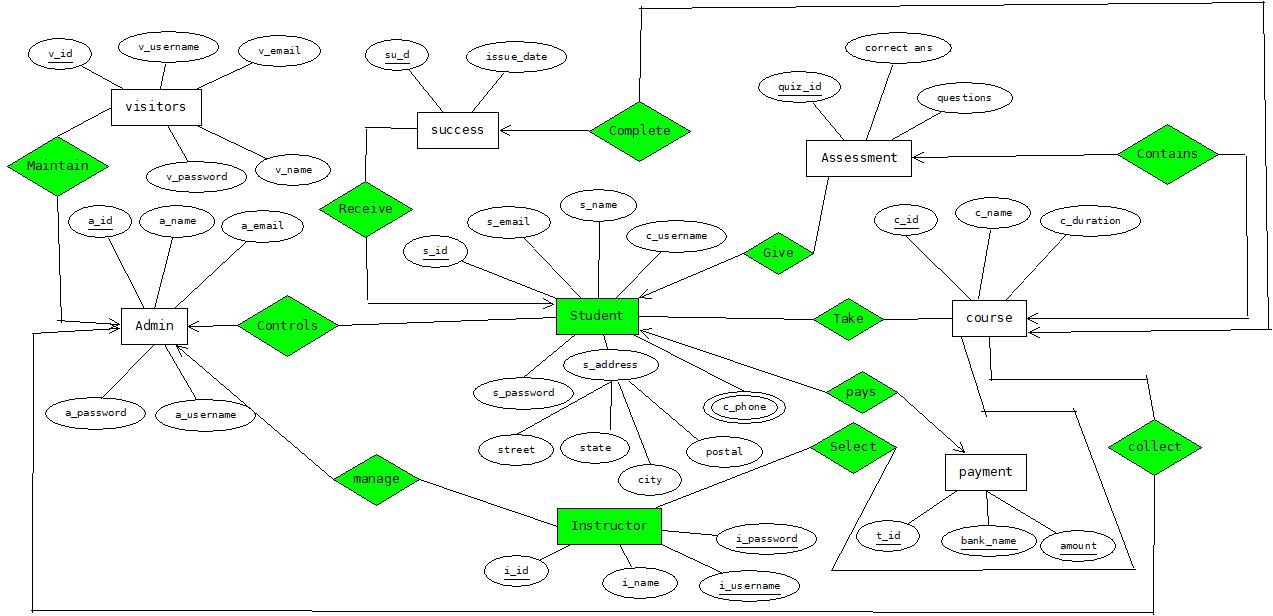 v_id
v_username
v_email
visitors
v_password
v_name
Maintain
su_d
issue_date
success
Complete
Receive
correct ans
quiz_id
questions
Assessment
Contains
a_id
a_name
a_email
Admin
a_password
a_username
Controls
s_id
s_email
s_name
c_username
Student
Give
Take
c_id
c_name
c_duration
course
s_address
s_password
c_phone
street
state
city
postal
pays
Select
collect
payment
t_id
bank_name
amount
manage
Instructor
i_id
i_name
i_username
i_password